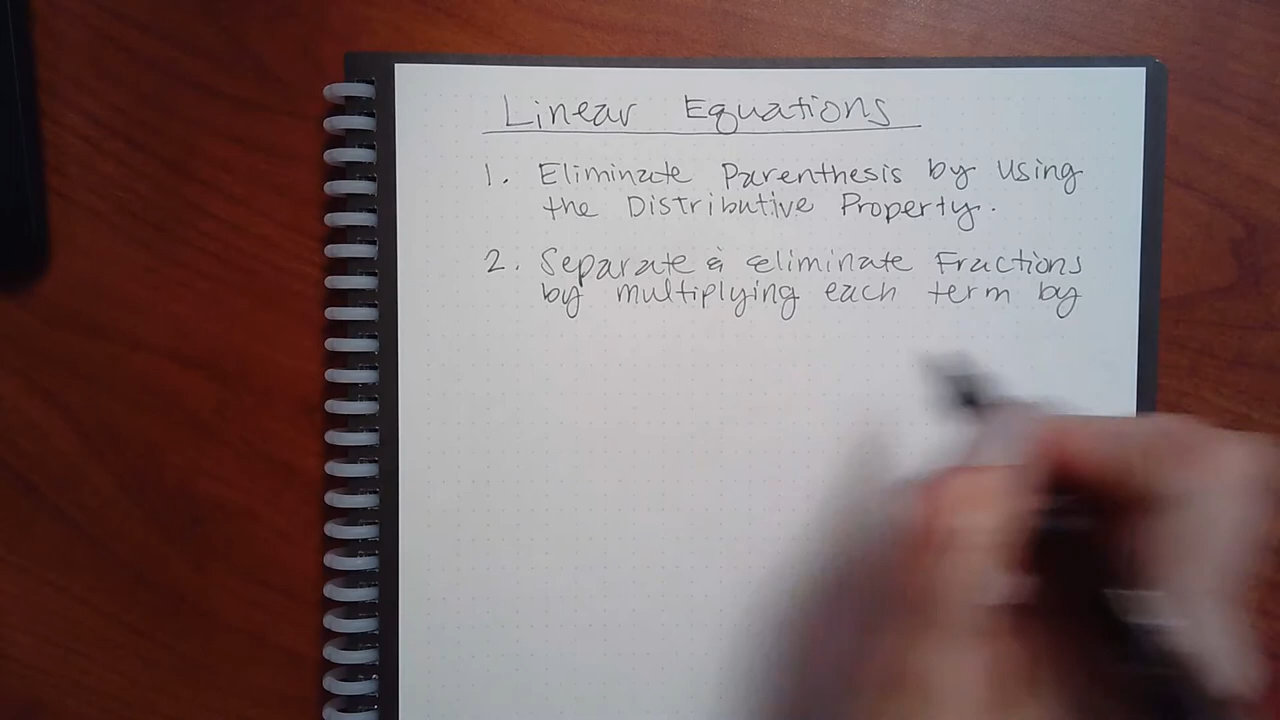 Linear Equations
1. Eliminate Parenthesis by Using
the Distributive Property.
2. Separate & eliminate Fractions
by multiplying each term by